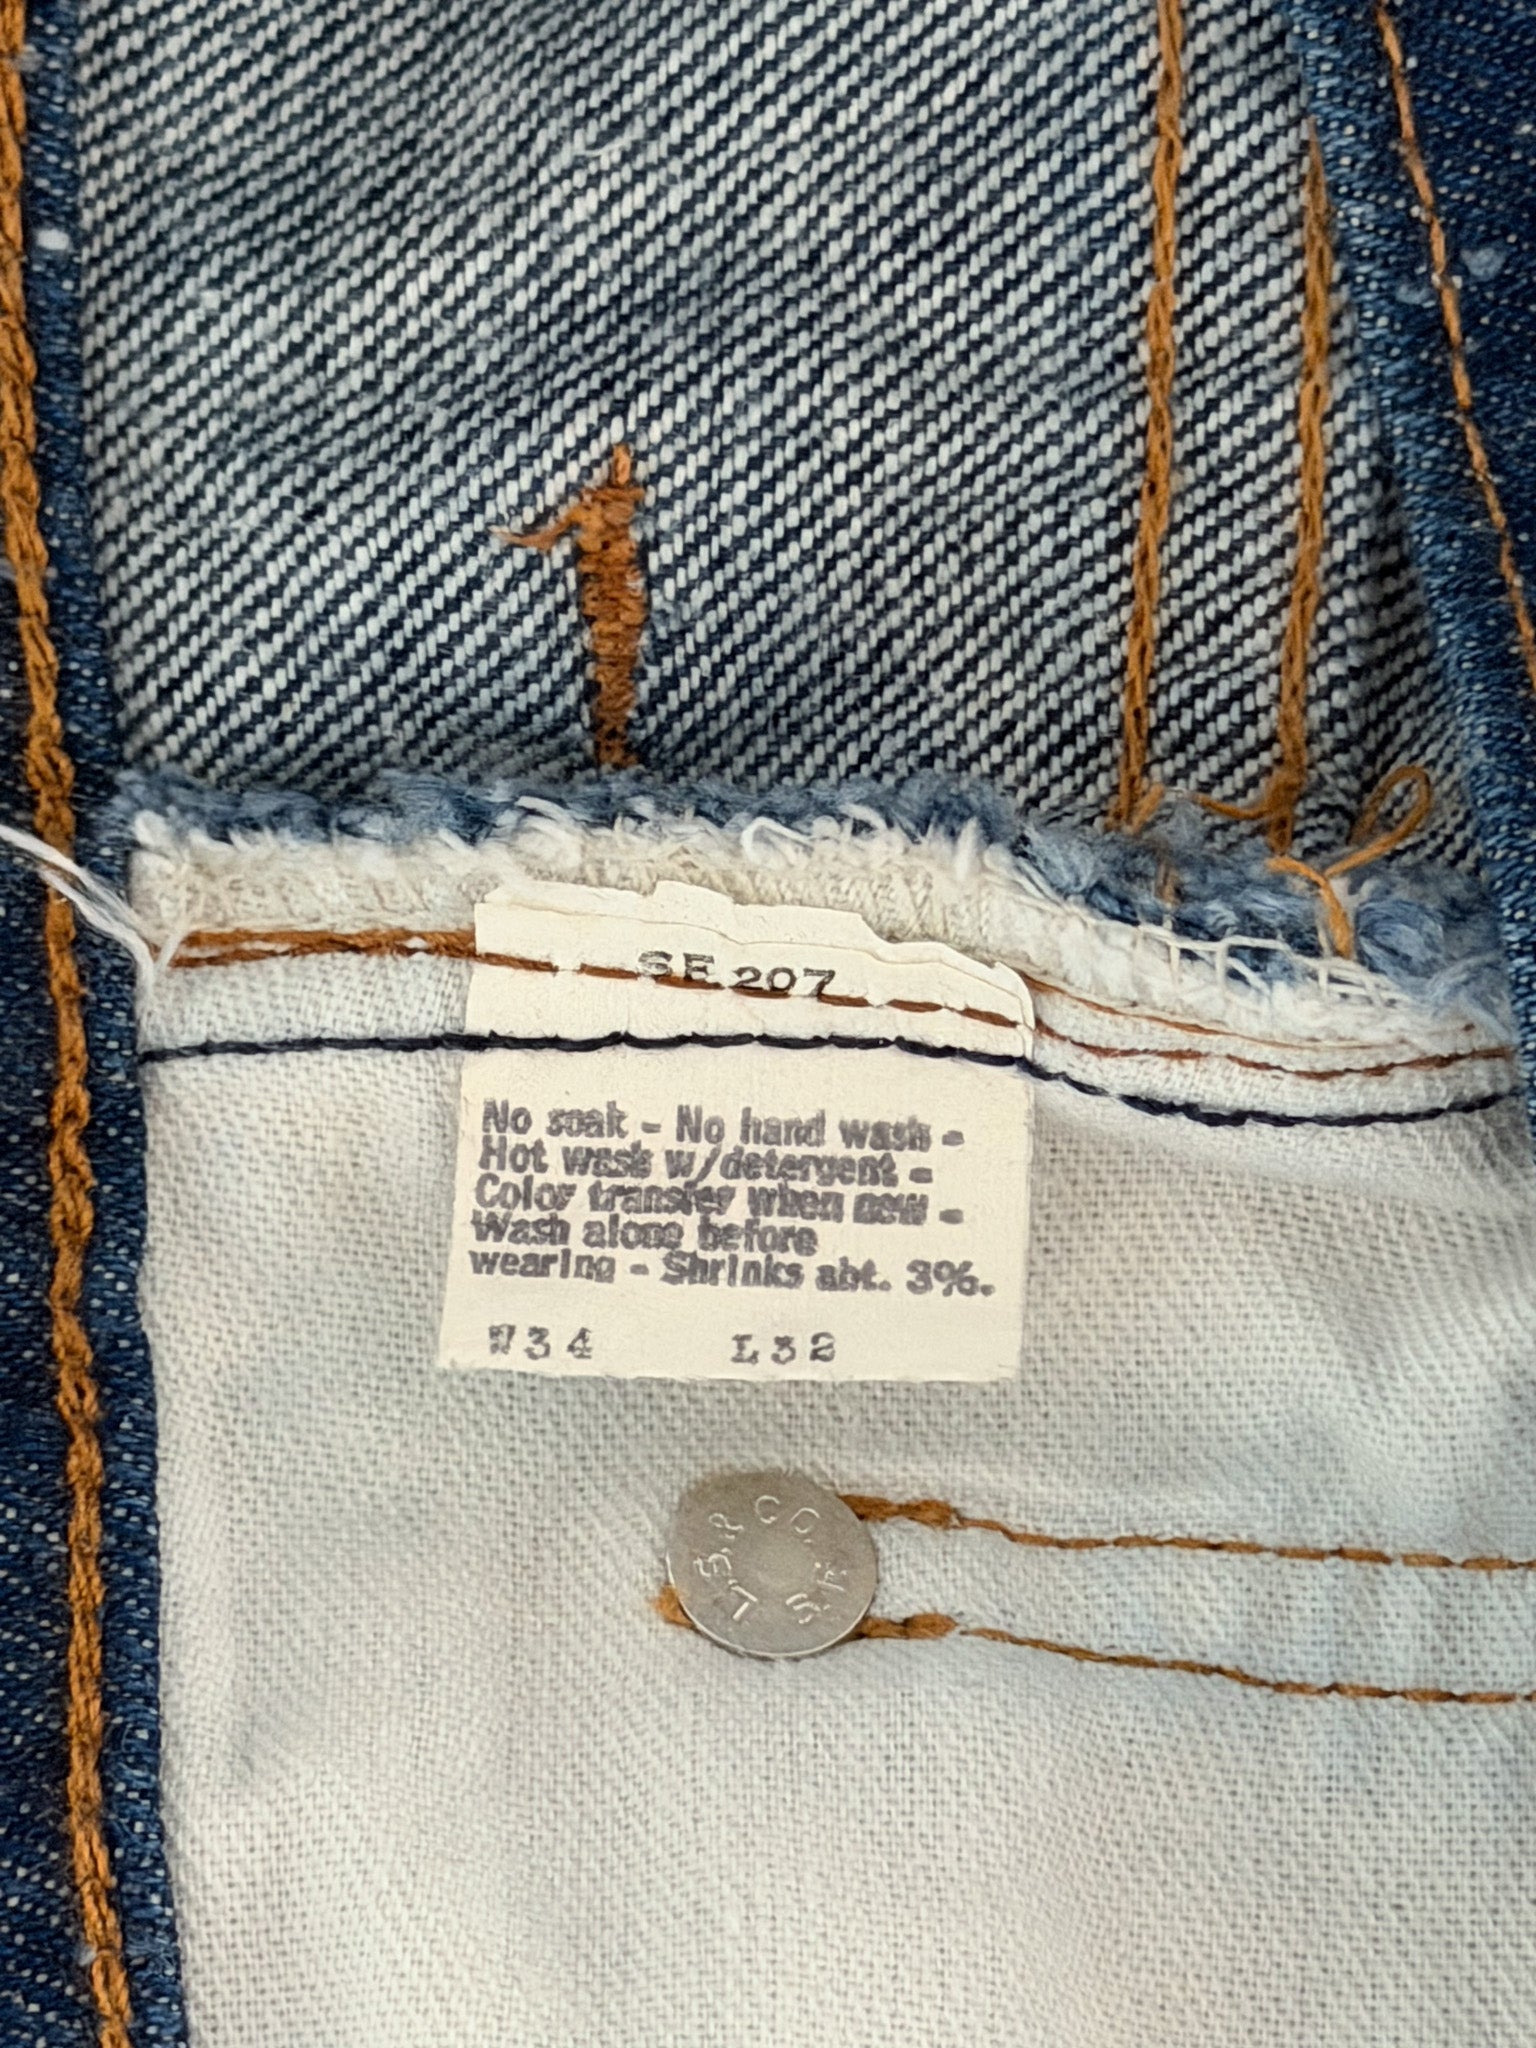 SF 207
No soak - No hand wash -
Hot wash w/detergent -
Color transfer when new -
Wash alone before
wearing - Shrinks abt. 3%.
W34 L32
L S & CO. S F